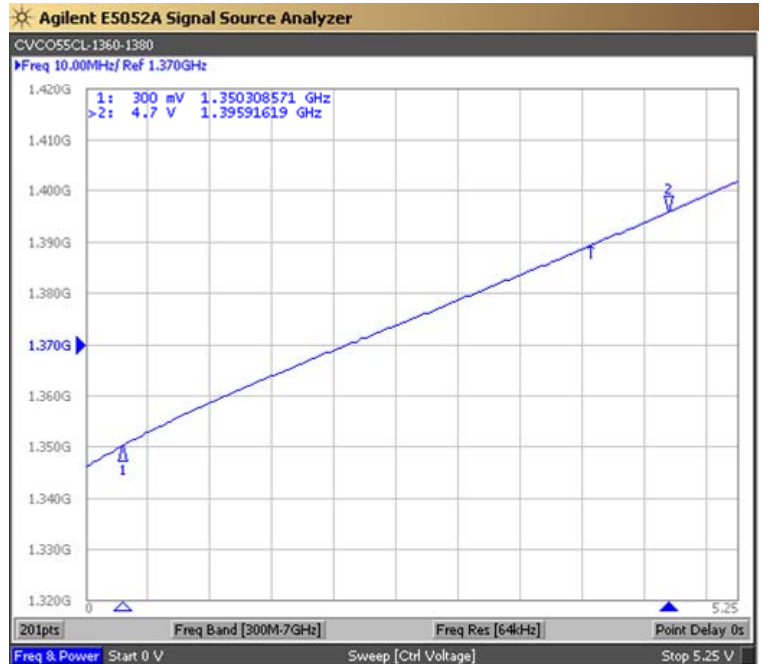 Agilent E5052A Signal Source Analyzer
CVCO55CL-1360-1380
Freq 10.00MHz/ Ref 1.370GHz
1.420G
1: 300 mV 1.350308571 GHz
>2: 4.7 V 1.39591619 GHz
1.410G
1.400G
2
1.390G
1.380G
1.370G
1.360G
1.350G
1
1.340G
1.330G
1.320G
0
5.25
201pts Freq Band [300M-7GHz] Freq Res [64kHz] Point Delay 0s
Freq & Power Start 0 V Sweep [Ctrl Voltage] Stop 5.25 V